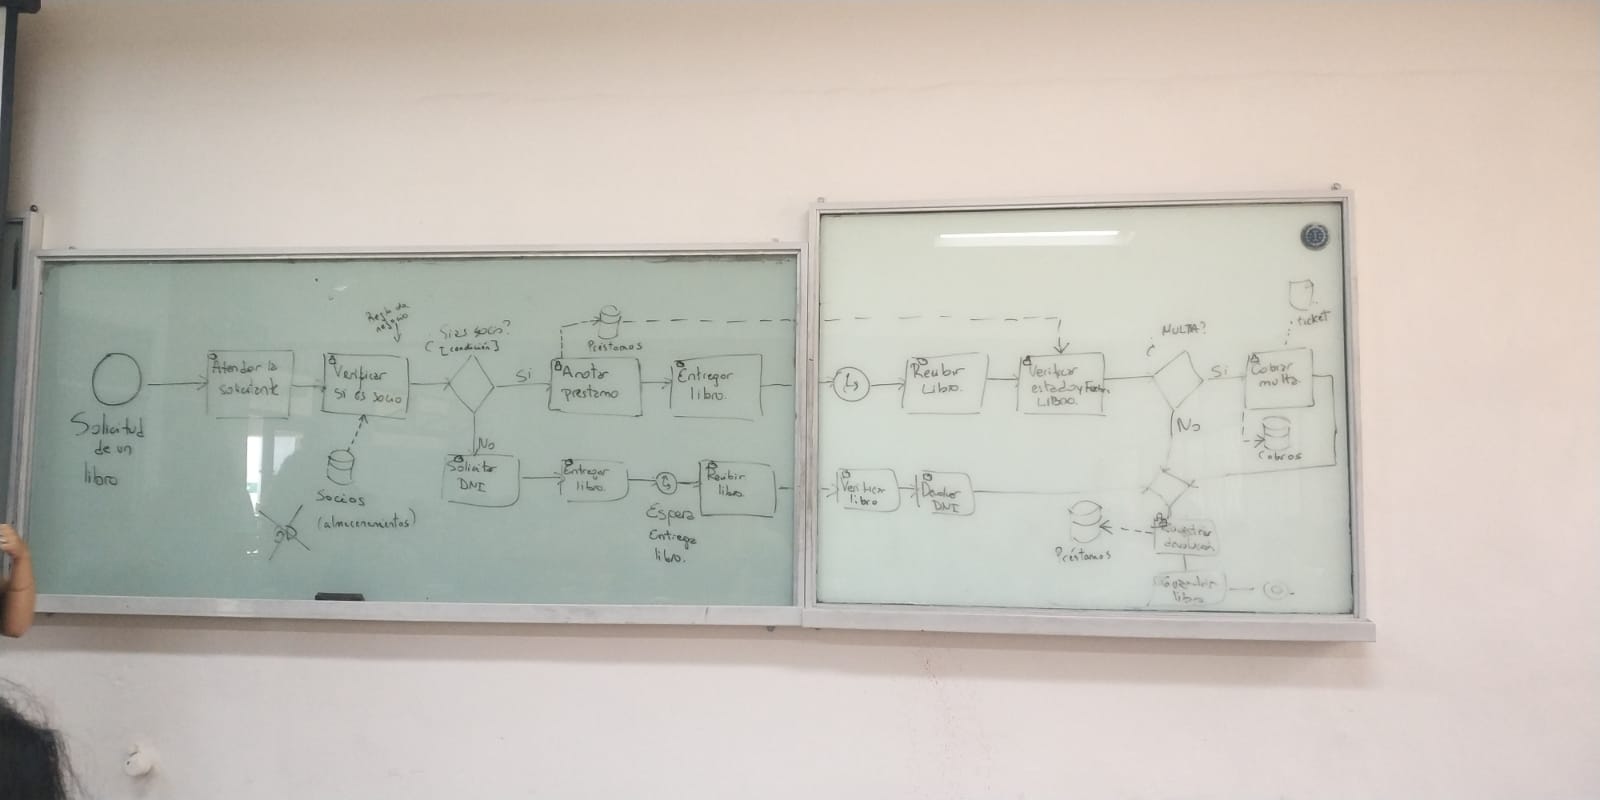 Solicitud
de un
libro
Atender la
solicitante
Verificar
si es socio
Regla de
negocio
¿Si es socio?
[condición]
Si
No
Socios
(almacenamientos)
Préstamos
Anotar
prestamo
Entregar
libro.
Solicitar
DNI
Entregar
libro.
Espera
Entrega
libro.
Recibir
libro.
Recibir
Libro.
Verificar
estado y Fecha
LIBRO.
¿MULTA?
Si
No
Cobrar
multa
ticket
Cobros
Verificar
libro
Devolver
DNI
Préstamos
Registrar
devolución
libro